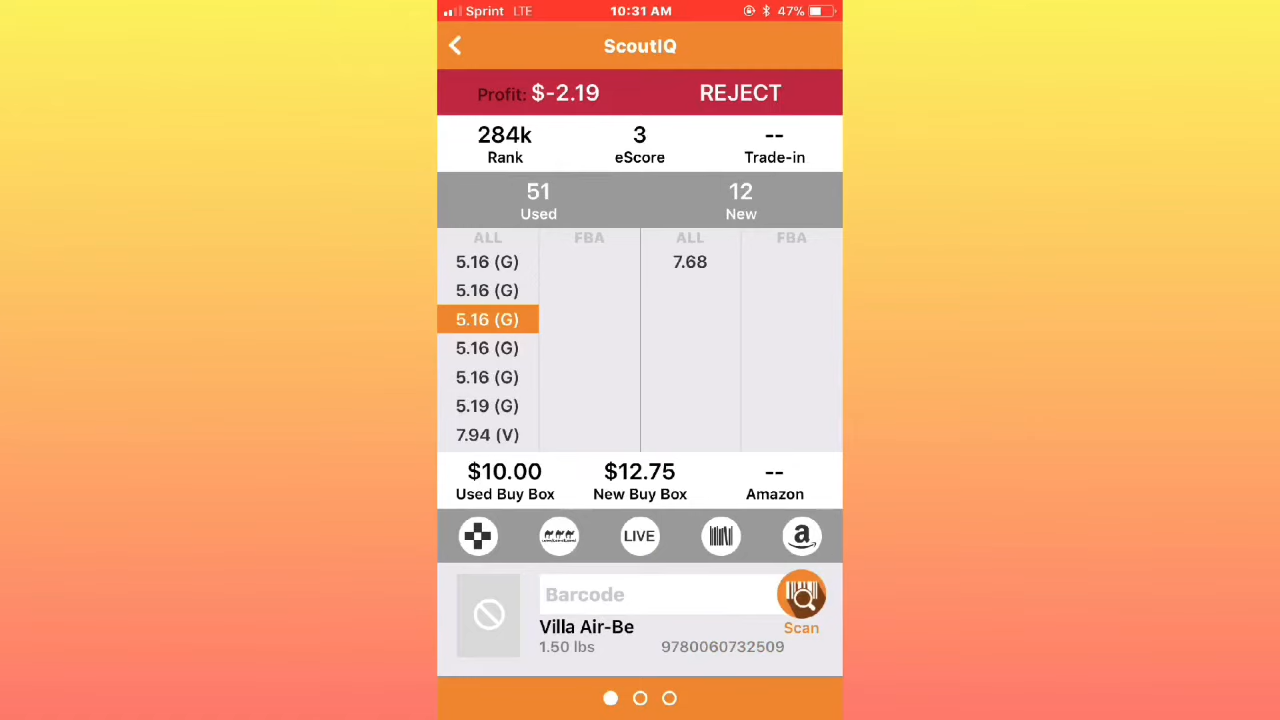 Sprint LTE 10:31 AM 47%
ScoutIQ
Profit: $-2.19 REJECT
284k 3 --
Rank eScore Trade-in
51 12
Used New
ALL FBA ALL FBA
5.16 (G) 7.68
5.16 (G)
5.16 (G)
5.16 (G)
5.16 (G)
5.19 (G)
7.94 (V)
$10.00 $12.75 --
Used Buy Box New Buy Box Amazon
LIVE a
Barcode
Villa Air-Be Scan
1.50 lbs 9780060732509